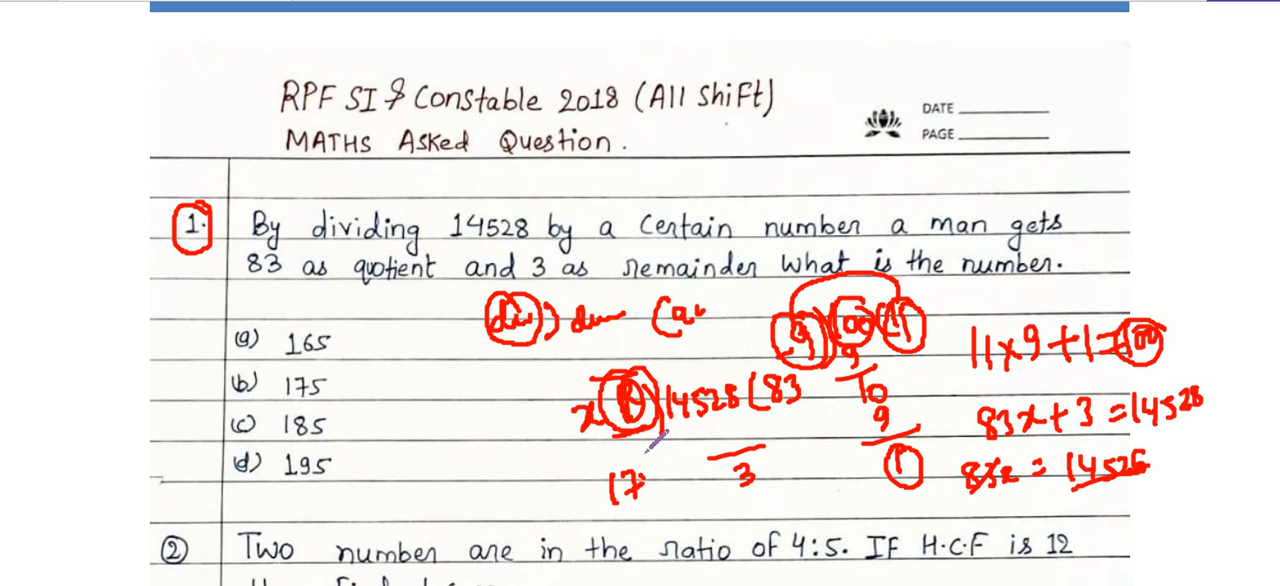 RPF SI & Constable 2018 (All Shift)
MATHS Asked Question.
DATE
PAGE
1. By dividing 14528 by a certain number a man gets
83 as quotient and 3 as remainder what is the number.
(a) 165
(b) 175
(c) 185
(d) 195
9)100(11
9
10
9
1
11x9+1=100
x 14528(83
3
17
83x+3=14528
83x=14525
② Two number are in the ratio of 4:5. IF H.C.F is 12